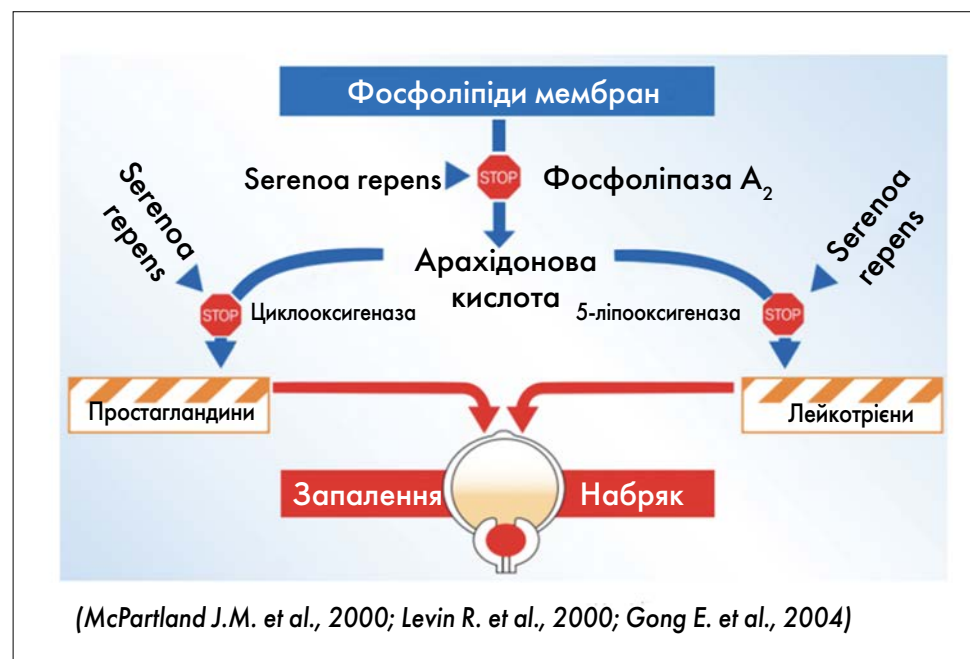 Фосфоліпіди мембран
Serenoa repens
STOP
Фосфоліпаза A₂
Serenoa
repens
Serenoa
repens
Арахідонова
кислота
STOP
Циклооксигеназа
5-ліпооксигеназа
STOP
Простагландини
Лейкотрієни
Запалення
Набряк
(McPartland J.M. et al., 2000; Levin R. et al., 2000; Gong E. et al., 2004)